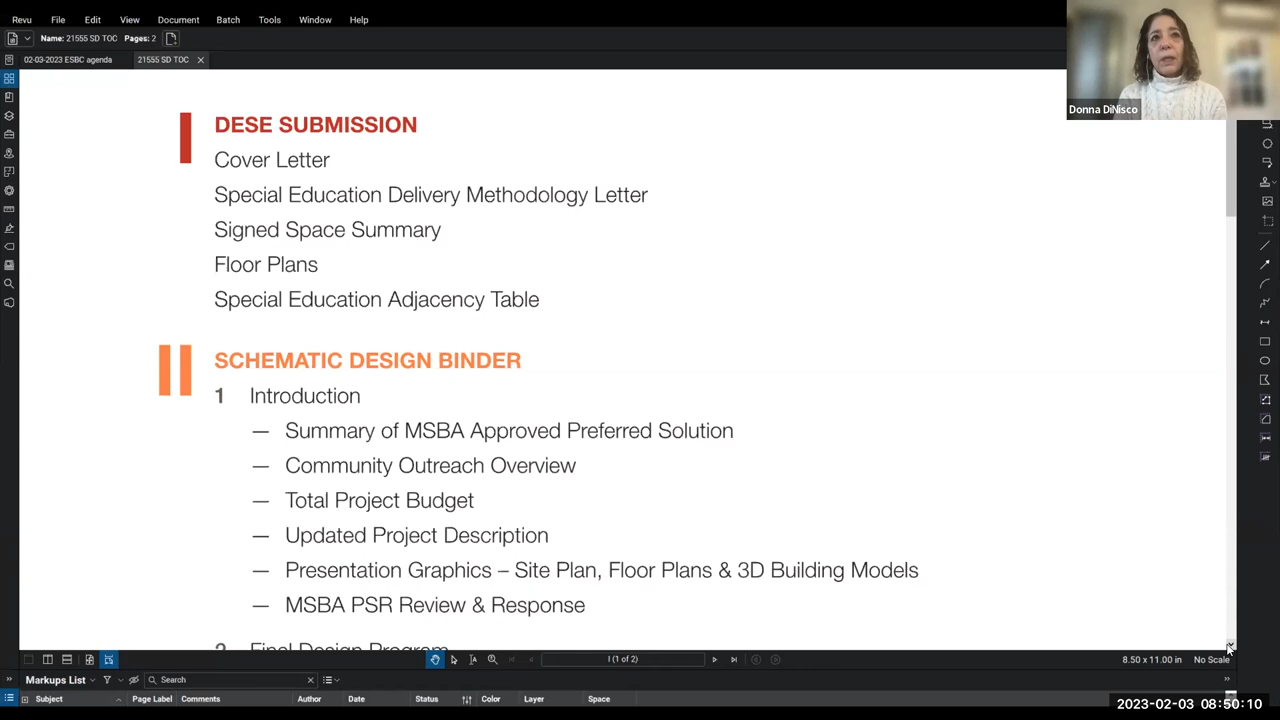 Revu File Edit View Document Batch Tools Window Help
Name: 21555 SD TOC Pages: 2
02-03-2023 ESBC agenda 21555 SD TOC
Donna DiNisco
DESE SUBMISSION
Cover Letter
Special Education Delivery Methodology Letter
Signed Space Summary
Floor Plans
Special Education Adjacency Table
SCHEMATIC DESIGN BINDER
1 Introduction
— Summary of MSBA Approved Preferred Solution
— Community Outreach Overview
— Total Project Budget
— Updated Project Description
— Presentation Graphics – Site Plan, Floor Plans & 3D Building Models
— MSBA PSR Review & Response
2 Final Design Program
I (1 of 2) 8.50 x 11.00 in No Scale
Markups List Search
Subject Page Label Comments Author Date Status Color Layer Space
2023-02-03 08:50:10